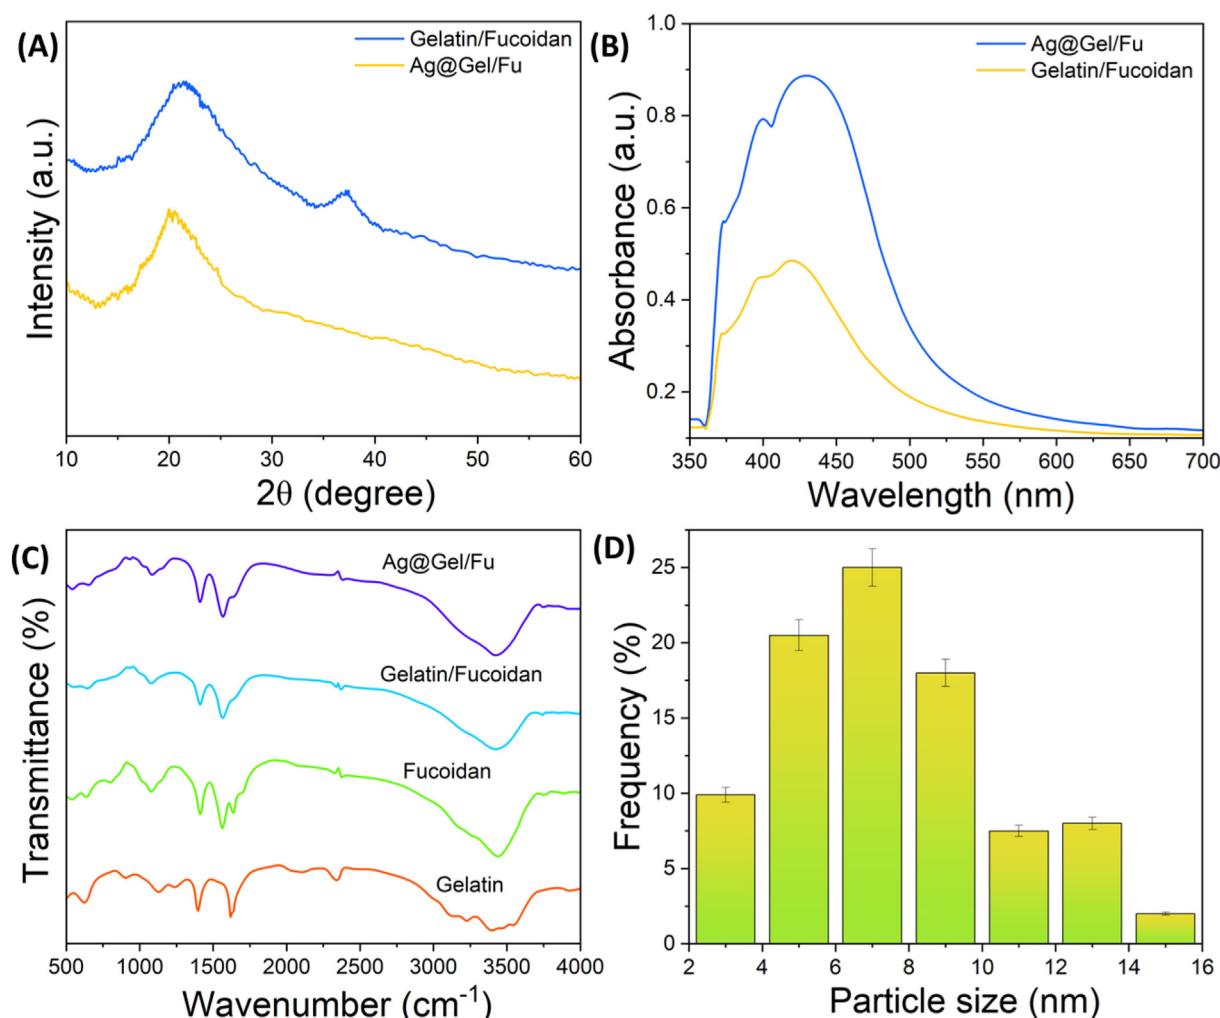 (A)
Gelatin/Fucoidan
Ag@Gel/Fu
Intensity (a.u.)
10 20 30 40 50 60
2θ (degree)
(B)
Ag@Gel/Fu
Gelatin/Fucoidan
Absorbance (a.u.)
1.0
0.8
0.6
0.4
0.2
350 400 450 500 550 600 650 700
Wavelength (nm)
(C)
Ag@Gel/Fu
Gelatin/Fucoidan
Fucoidan
Gelatin
Transmittance (%)
500 1000 1500 2000 2500 3000 3500 4000
Wavenumber (cm⁻¹)
(D)
Frequency (%)
25
20
15
10
5
0
2 4 6 8 10 12 14 16
Particle size (nm)